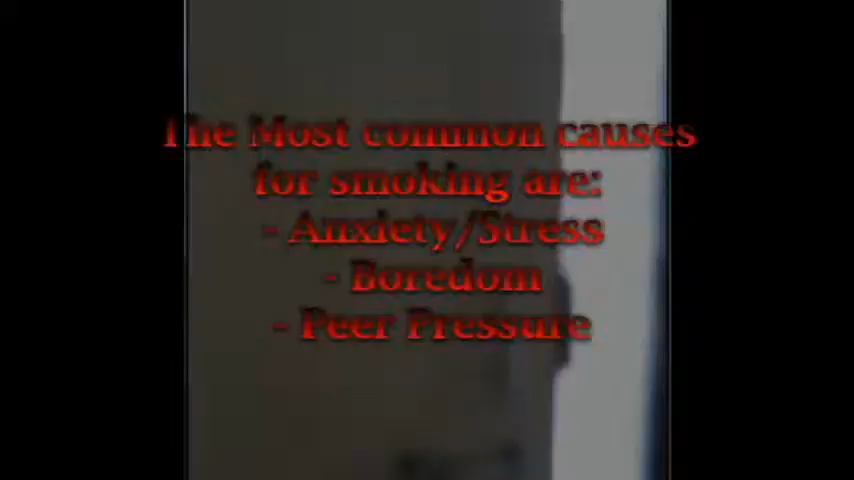 The Most common causes
for smoking are:
- Anxiety/Stress
- Boredom
- Peer Pressure